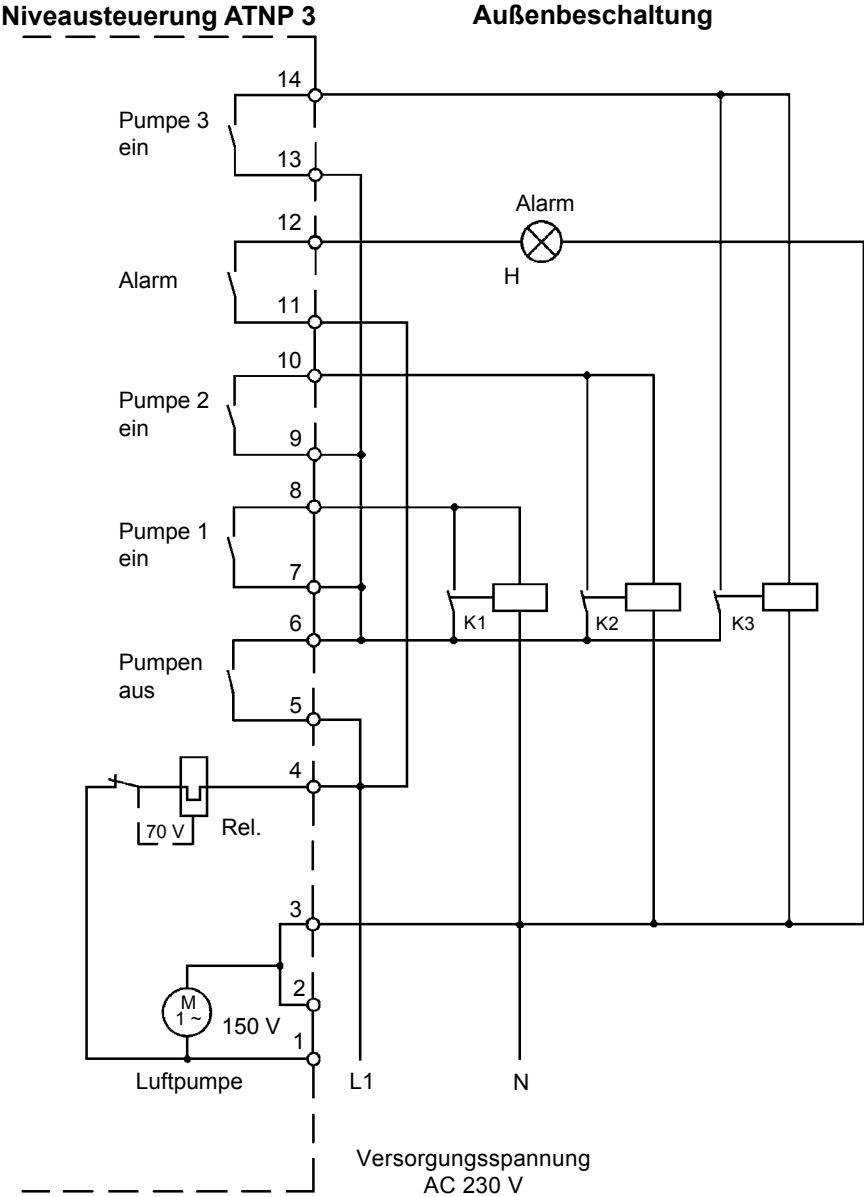 Niveausteuerung ATNP 3
Außenbeschaltung
14
Pumpe 3
ein
13
12
Alarm
H
Alarm
11
10
Pumpe 2
ein
9
8
Pumpe 1
ein
7
K1
K2
K3
6
Pumpen
aus
5
4
70 V
Rel.
3
2
M
1 ~
150 V
1
Luftpumpe
L1
N
Versorgungsspannung
AC 230 V